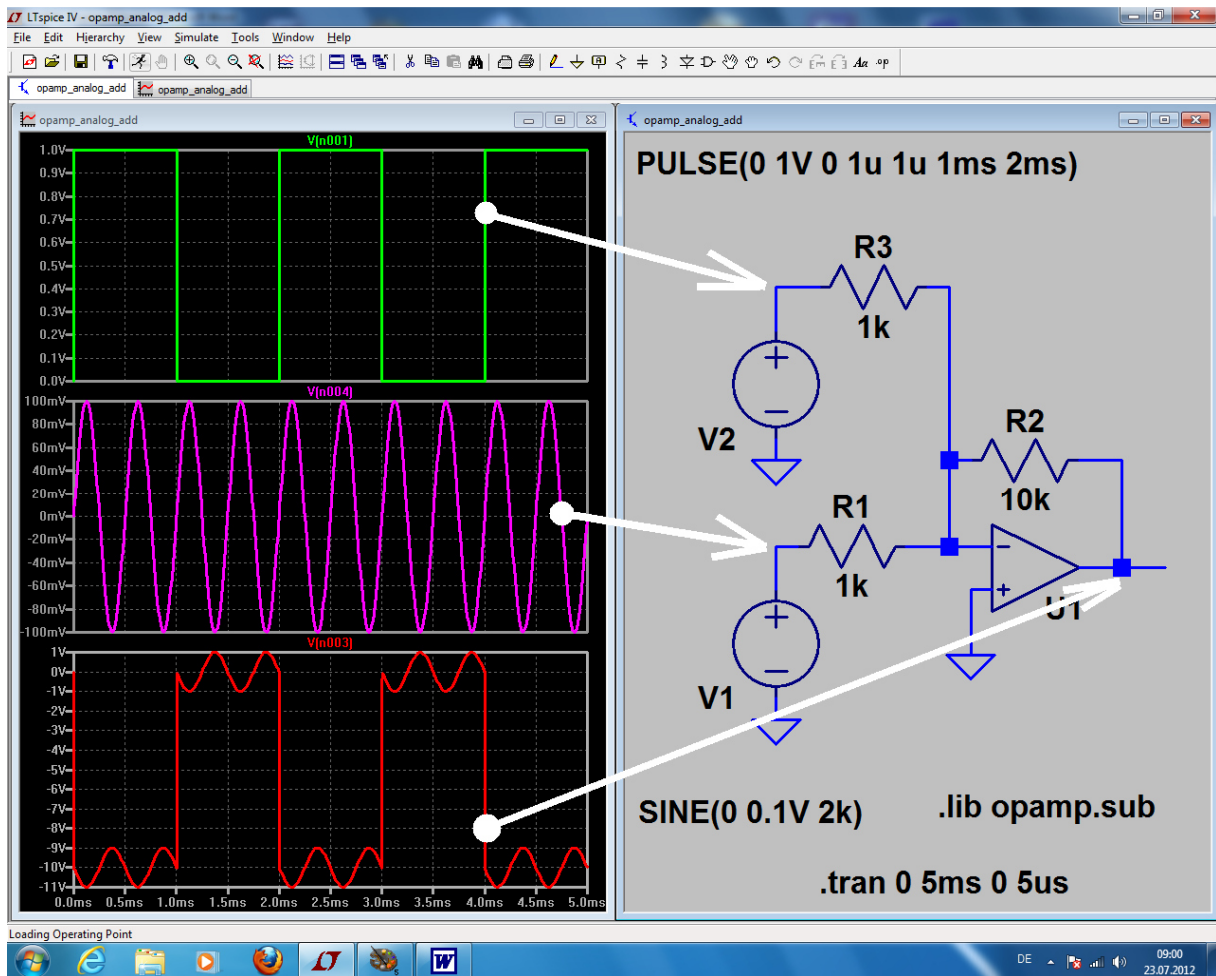 LTspice IV - opamp_analog_add
File Edit Hierarchy View Simulate Tools Window Help
Aa .op
opamp_analog_add opamp_analog_add
opamp_analog_add
V(n001)
1.0V
0.9V
0.8V
0.7V
0.6V
0.5V
0.4V
0.3V
0.2V
0.1V
0.0V
V(n004)
100mV
80mV
60mV
40mV
20mV
0mV
-20mV
-40mV
-60mV
-80mV
-100mV
V(n003)
1V
0V
-1V
-2V
-3V
-4V
-5V
-6V
-7V
-8V
-9V
-10V
-11V
0.0ms 0.5ms 1.0ms 1.5ms 2.0ms 2.5ms 3.0ms 3.5ms 4.0ms 4.5ms 5.0ms
opamp_analog_add
PULSE(0 1V 0 1u 1u 1ms 2ms)
R3
1k
V2
R2
10k
R1
1k
U1
V1
SINE(0 0.1V 2k)
.lib opamp.sub
.tran 0 5ms 0 5us
Loading Operating Point
W
DE
09:00
23.07.2012